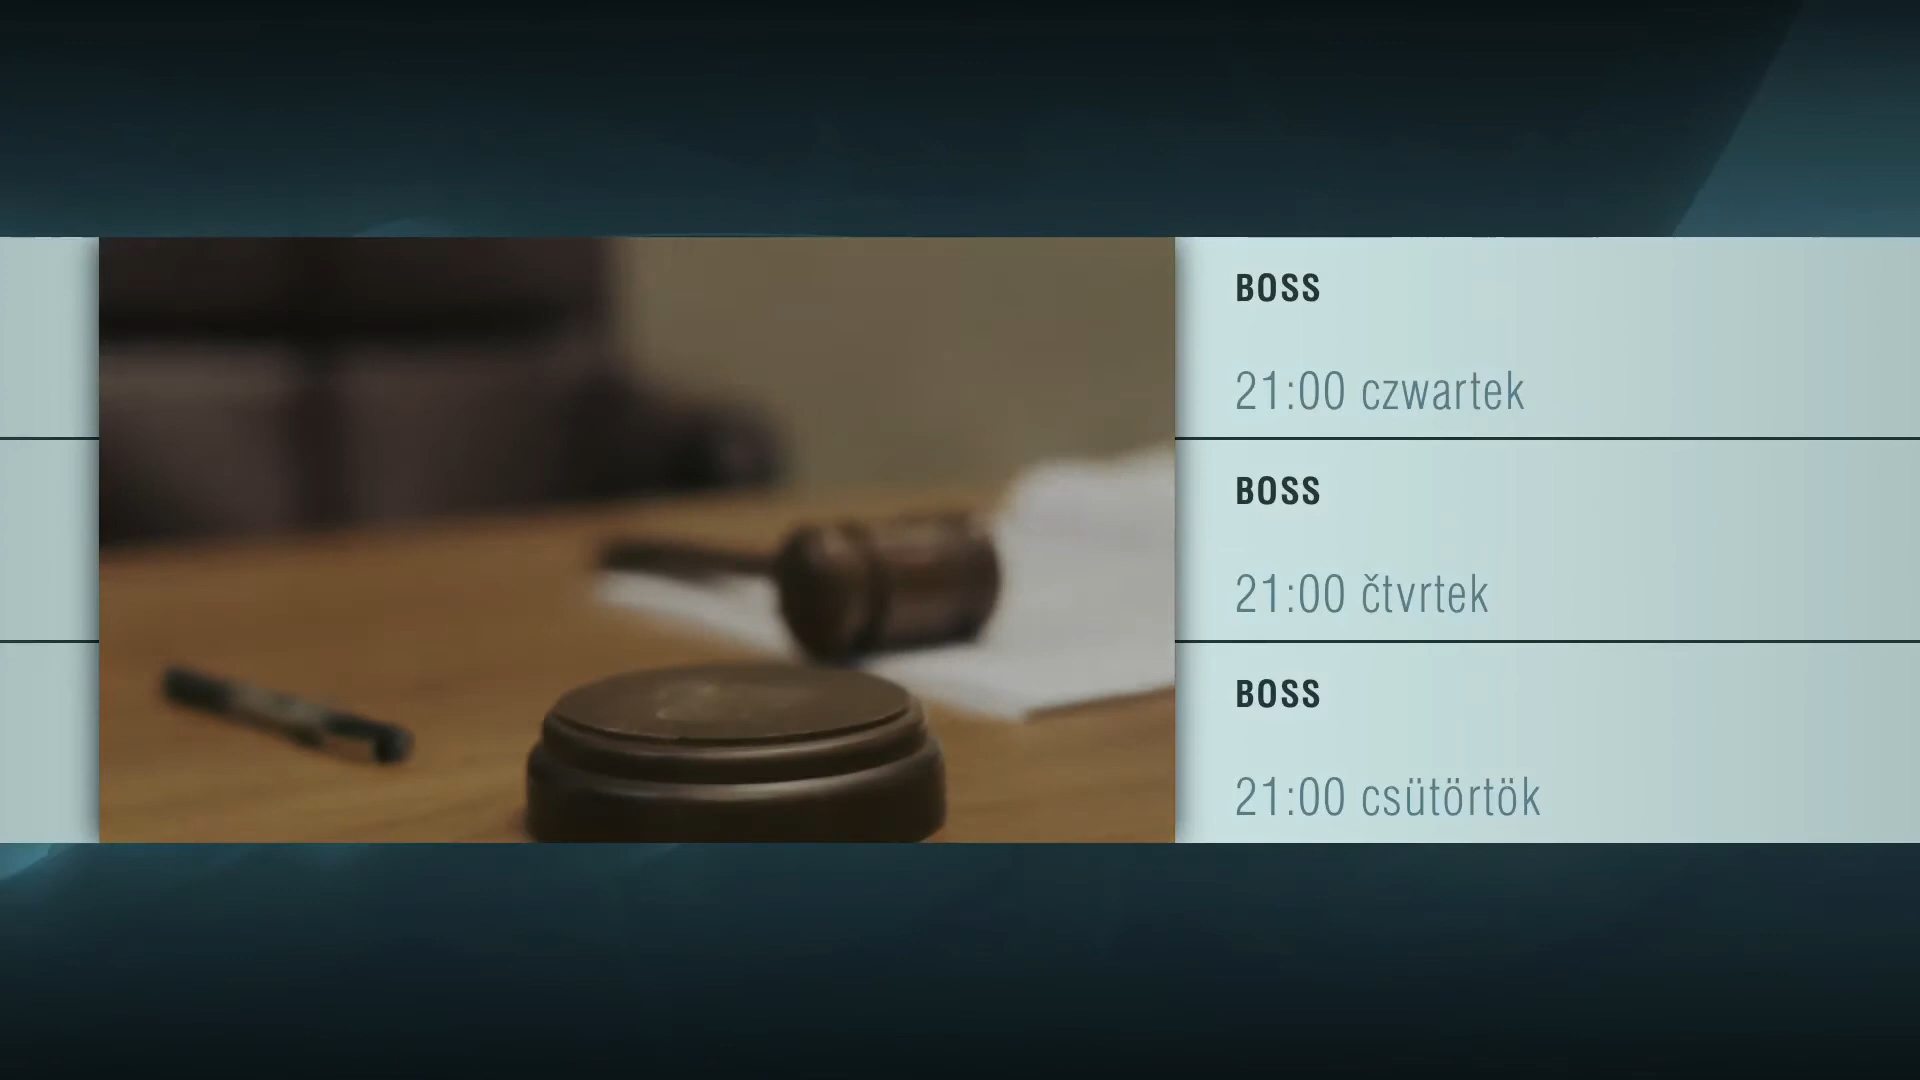 BOSS
21:00 czwartek
BOSS
21:00 čtvrtek
BOSS
21:00 csütörtök